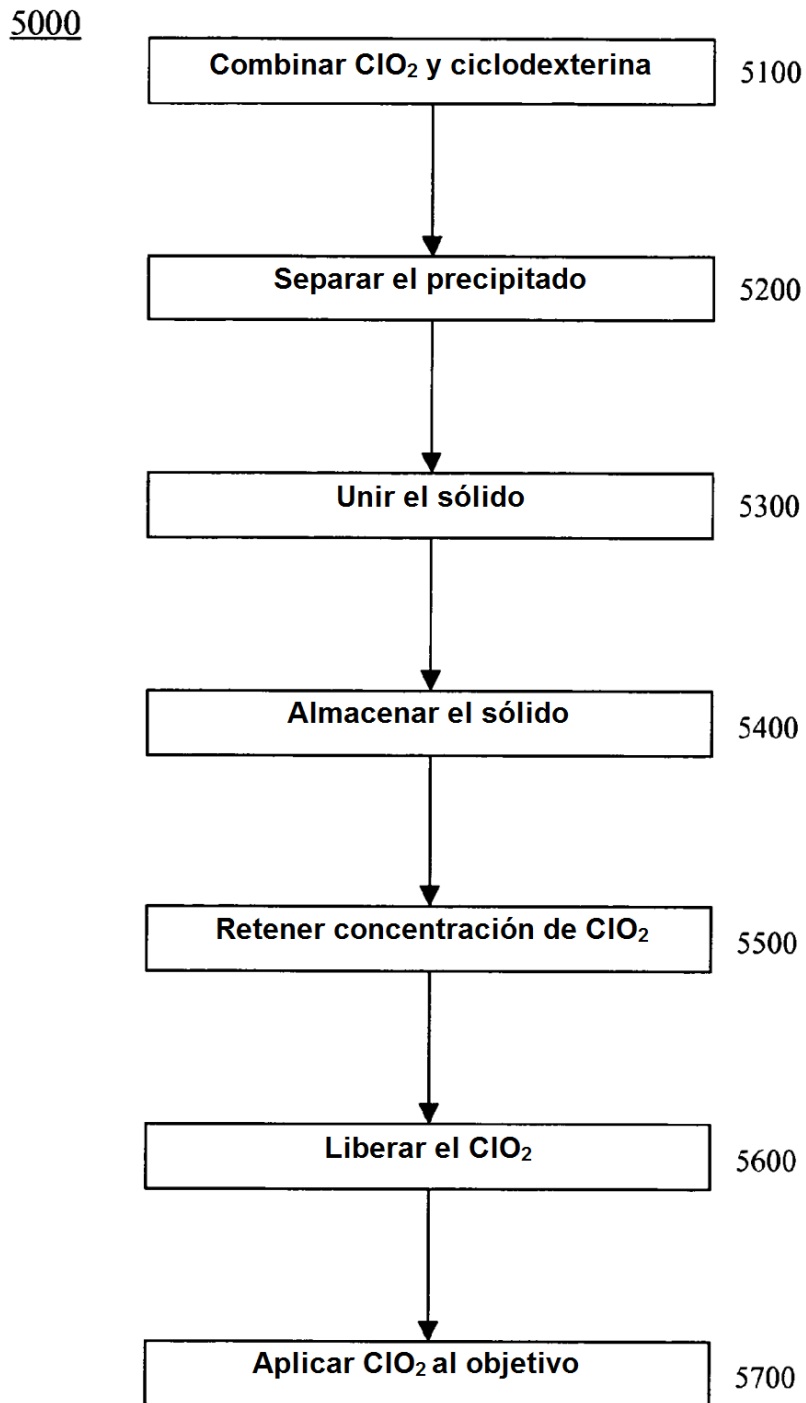 5000
Combinar ClO₂ y ciclodexterina 5100
Separar el precipitado 5200
Unir el sólido 5300
Almacenar el sólido 5400
Retener concentración de ClO₂ 5500
Liberar el ClO₂ 5600
Aplicar ClO₂ al objetivo 5700